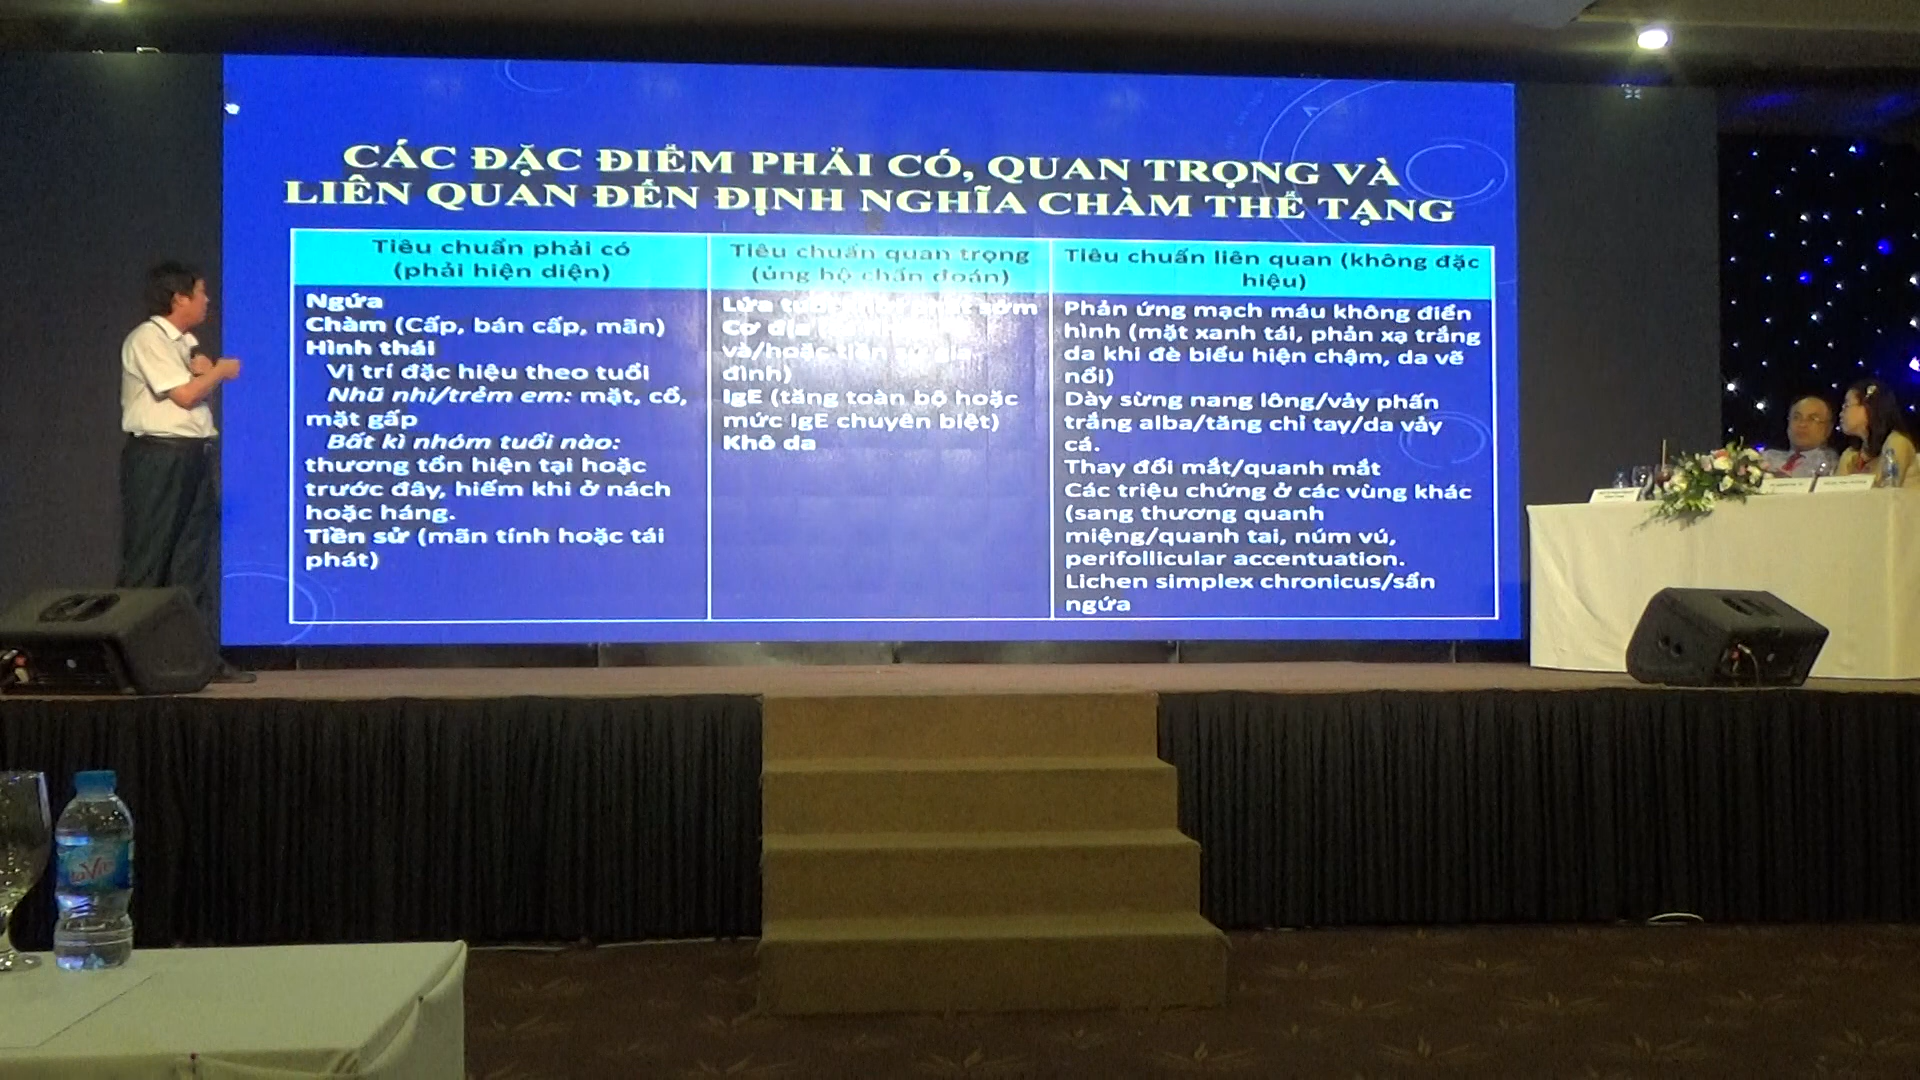 CÁC ĐẶC ĐIỂM PHẢI CÓ, QUAN TRỌNG VÀ
LIÊN QUAN ĐẾN ĐỊNH NGHĨA CHÀM THỂ TẠNG
Tiêu chuẩn phải có
(phải hiện diện)
Ngứa
Chàm (Cấp, bán cấp, mãn)
Hình thái
Vị trí đặc hiệu theo tuổi
Nhũ nhi/trẻm em: mặt, cổ,
mặt gấp
Bất kì nhóm tuổi nào:
thương tổn hiện tại hoặc
trước đây, hiếm khi ở nách
hoặc háng.
Tiền sử (mãn tính hoặc tái
phát)
Tiêu chuẩn quan trọng
(ủng hộ chẩn đoán)
Lứa sớm
Cơ địa
và/hoặc tiền sử gia
đình)
IgE (tăng toàn bộ hoặc
mức IgE chuyên biệt)
Khô da
Tiêu chuẩn liên quan (không đặc
hiệu)
Phản ứng mạch máu không điển
hình (mặt xanh tái, phản xạ trắng
da khi đè biểu hiện chậm, da vẽ
nổi)
Dày sừng nang lông/vảy phấn
trắng alba/tăng chỉ tay/da vảy
cá.
Thay đổi mắt/quanh mắt
Các triệu chứng ở các vùng khác
(sang thương quanh
miệng/quanh tai, núm vú,
perifollicular accentuation.
Lichen simplex chronicus/sẩn
ngứa